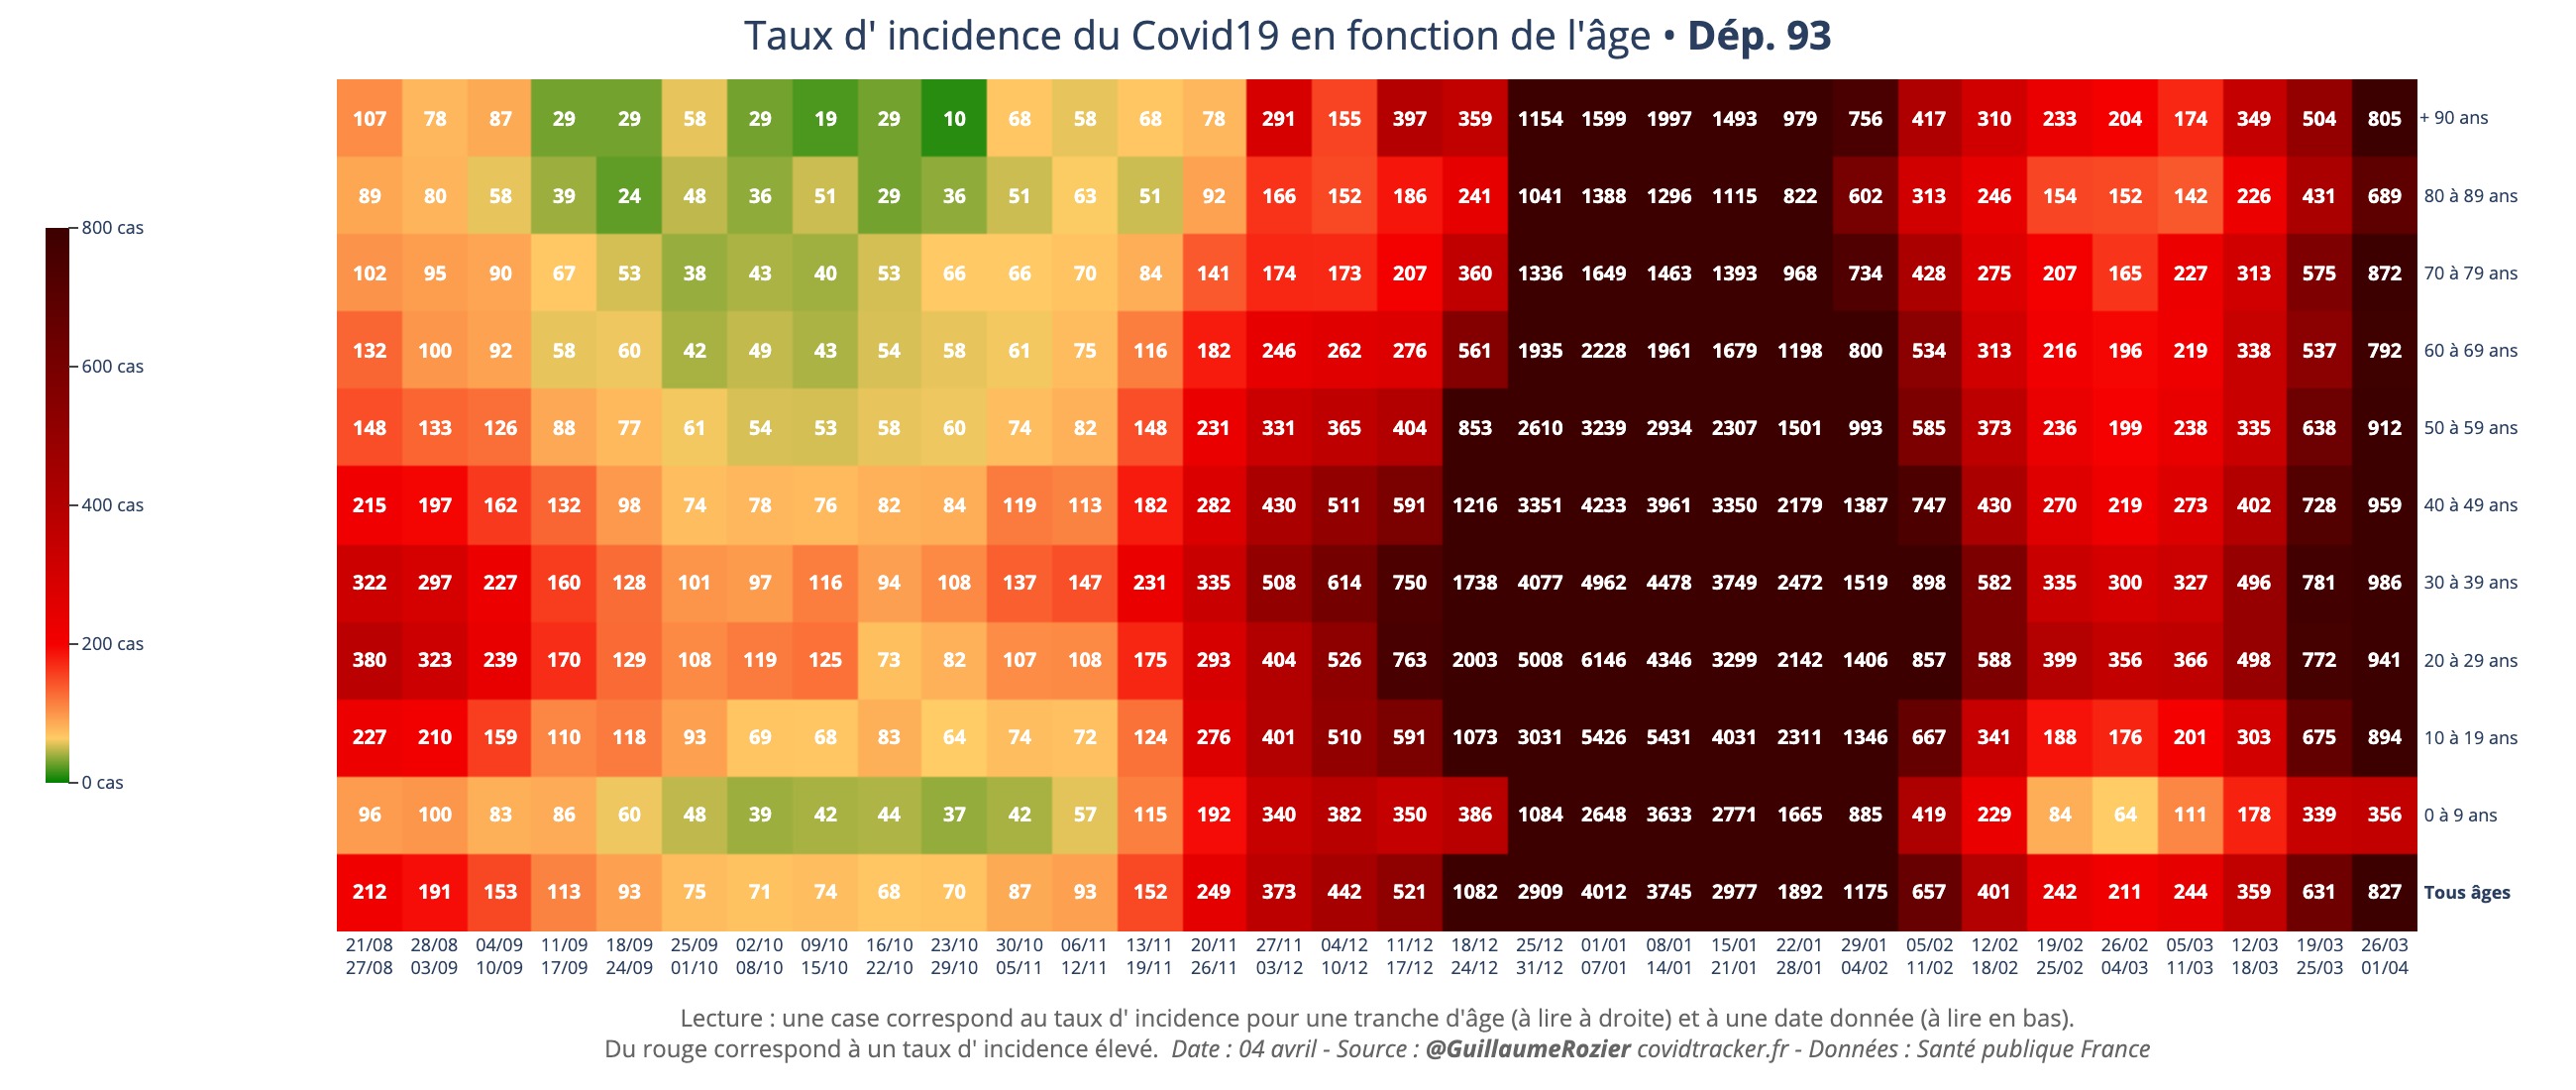 Taux d' incidence du Covid19 en fonction de l'âge • Dép. 93
800 cas
600 cas
400 cas
200 cas
0 cas
107 78 87 29 29 58 29 19 29 10 68 58 68 78 291 155 397 359 1154 1599 1997 1493 979 756 417 310 233 204 174 349 504 805 + 90 ans
89 80 58 39 24 48 36 51 29 36 51 63 51 92 166 152 186 241 1041 1388 1296 1115 822 602 313 246 154 152 142 226 431 689 80 à 89 ans
102 95 90 67 53 38 43 40 53 66 66 70 84 141 174 173 207 360 1336 1649 1463 1393 968 734 428 275 207 165 227 313 575 872 70 à 79 ans
132 100 92 58 60 42 49 43 54 58 61 75 116 182 246 262 276 561 1935 2228 1961 1679 1198 800 534 313 216 196 219 338 537 792 60 à 69 ans
148 133 126 88 77 61 54 53 58 60 74 82 148 231 331 365 404 853 2610 3239 2934 2307 1501 993 585 373 236 199 238 335 638 912 50 à 59 ans
215 197 162 132 98 74 78 76 82 84 119 113 182 282 430 511 591 1216 3351 4233 3961 3350 2179 1387 747 430 270 219 273 402 728 959 40 à 49 ans
322 297 227 160 128 101 97 116 94 108 137 147 231 335 508 614 750 1738 4077 4962 4478 3749 2472 1519 898 582 335 300 327 496 781 986 30 à 39 ans
380 323 239 170 129 108 119 125 73 82 107 108 175 293 404 526 763 2003 5008 6146 4346 3299 2142 1406 857 588 399 356 366 498 772 941 20 à 29 ans
227 210 159 110 118 93 69 68 83 64 74 72 124 276 401 510 591 1073 3031 5426 5431 4031 2311 1346 667 341 188 176 201 303 675 894 10 à 19 ans
96 100 83 86 60 48 39 42 44 37 42 57 115 192 340 382 350 386 1084 2648 3633 2771 1665 885 419 229 84 64 111 178 339 356 0 à 9 ans
212 191 153 113 93 75 71 74 68 70 87 93 152 249 373 442 521 1082 2909 4012 3745 2977 1892 1175 657 401 242 211 244 359 631 827 Tous âges
21/08 28/08 04/09 11/09 18/09 25/09 02/10 09/10 16/10 23/10 30/10 06/11 13/11 20/11 27/11 04/12 11/12 18/12 25/12 01/01 08/01 15/01 22/01 29/01 05/02 12/02 19/02 26/02 05/03 12/03 19/03 26/03
27/08 03/09 10/09 17/09 24/09 01/10 08/10 15/10 22/10 29/10 05/11 12/11 19/11 26/11 03/12 10/12 17/12 24/12 31/12 07/01 14/01 21/01 28/01 04/02 11/02 18/02 25/02 04/03 11/03 18/03 25/03 01/04
Lecture : une case correspond au taux d' incidence pour une tranche d'âge (à lire à droite) et à une date donnée (à lire en bas).
Du rouge correspond à un taux d' incidence élevé. Date : 04 avril - Source : @GuillaumeRozier covidtracker.fr - Données : Santé publique France